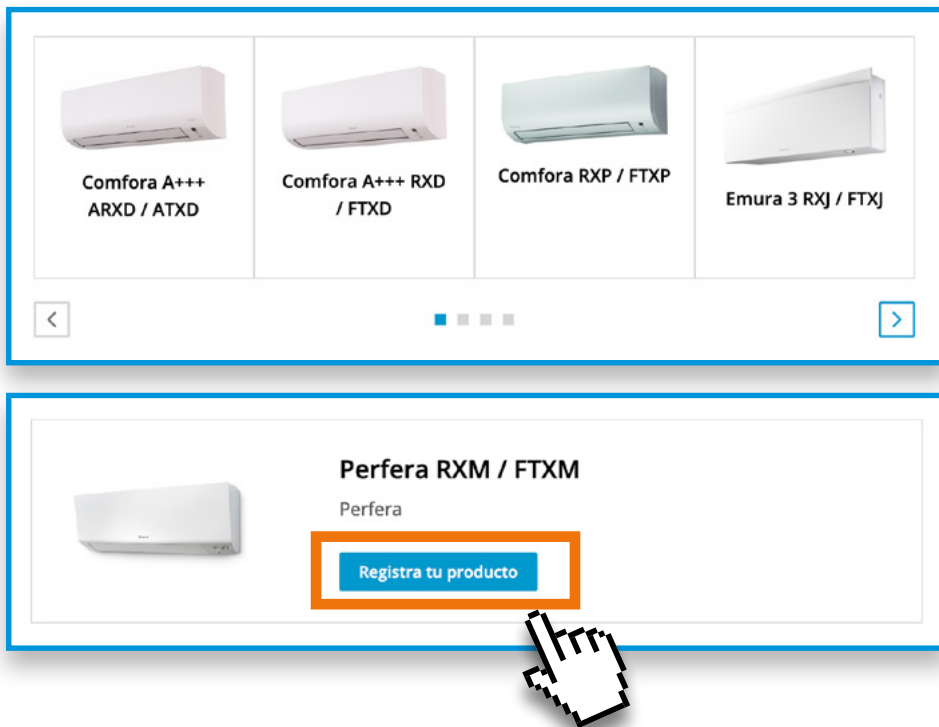 Comfora A+++
ARXD / ATXD
Comfora A+++ RXD
/ FTXD
Comfora RXP / FTXP
Emura 3 RXJ / FTXJ
Perfera RXM / FTXM
Perfera
Registra tu producto